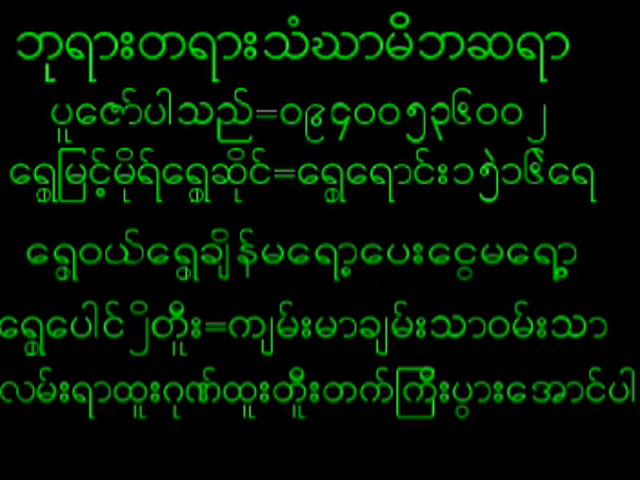 ဘုရားတရားသံဃာမိဘဆရာ
ပူဇော်ပါသည်=၀၉၄၀၀၅၃၆၀၀၂
ရွှေမြင့်မိုရ်ရွှေဆိုင်=ရွှေရောင်း၁၅ဲ၁၆ဲရေ
ရွှေဝယ်ရွှေချိန်မရော့ပေးငွေမရော့
ရွှေပေါင်၂ိတိူး=ကျမ်းမာချမ်းသာဝမ်းသာ
လမ်းရာထူးဂုဏ်ထူးတိူးတက်ကြီးပွားအောင်ပါ